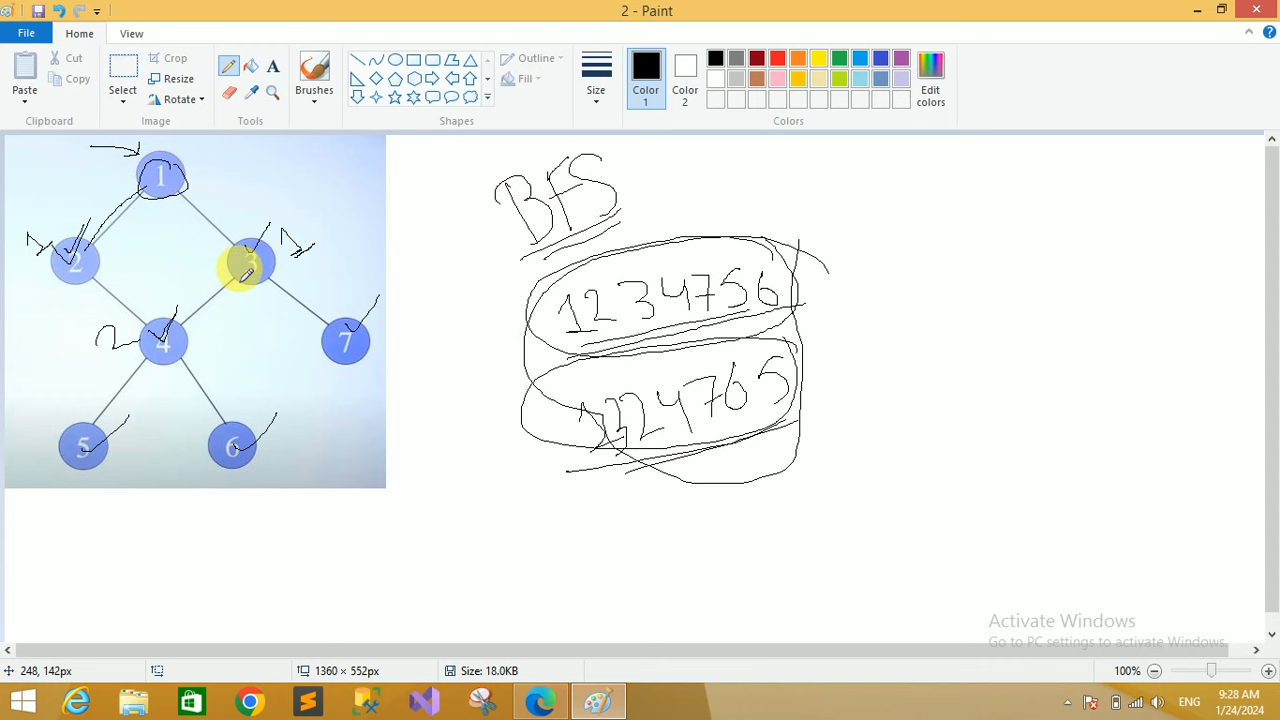 2 - Paint
File Home View
Paste Cut Copy Clipboard
Select Crop Resize Rotate Image
A Tools
Brushes
Outline Fill Shapes
Size
Color 1
Color 2
Edit colors
Colors
1
2
3
2
4
7
5
6
BFS
1234756
324765
Activate Windows
Go to PC settings to activate Windows.
248, 142px
1360 × 552px
Size: 18.0KB
100%
ENG
9:28 AM
1/24/2024